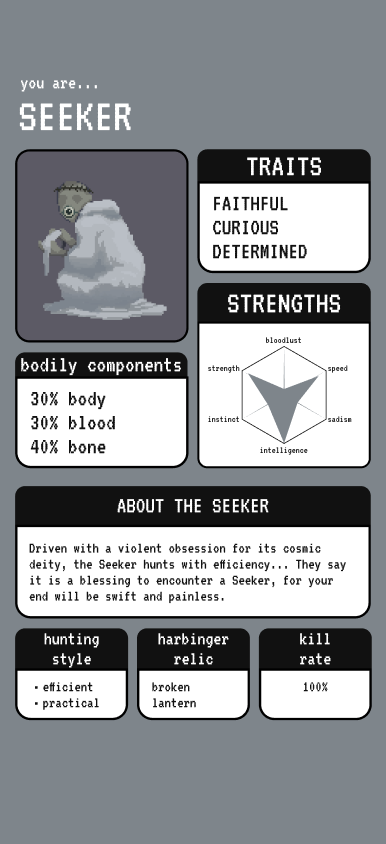 you are...
SEEKER
TRAITS
FAITHFUL
CURIOUS
DETERMINED
STRENGTHS
bloodlust
strength
speed
instinct
sadism
intelligence
bodily components
30% body
30% blood
40% bone
ABOUT THE SEEKER
Driven with a violent obsession for its cosmic
deity, the Seeker hunts with efficiency... They say
it is a blessing to encounter a Seeker, for your
end will be swift and painless.
hunting
style
• efficient
• practical
harbinger
relic
broken
lantern
kill
rate
100%